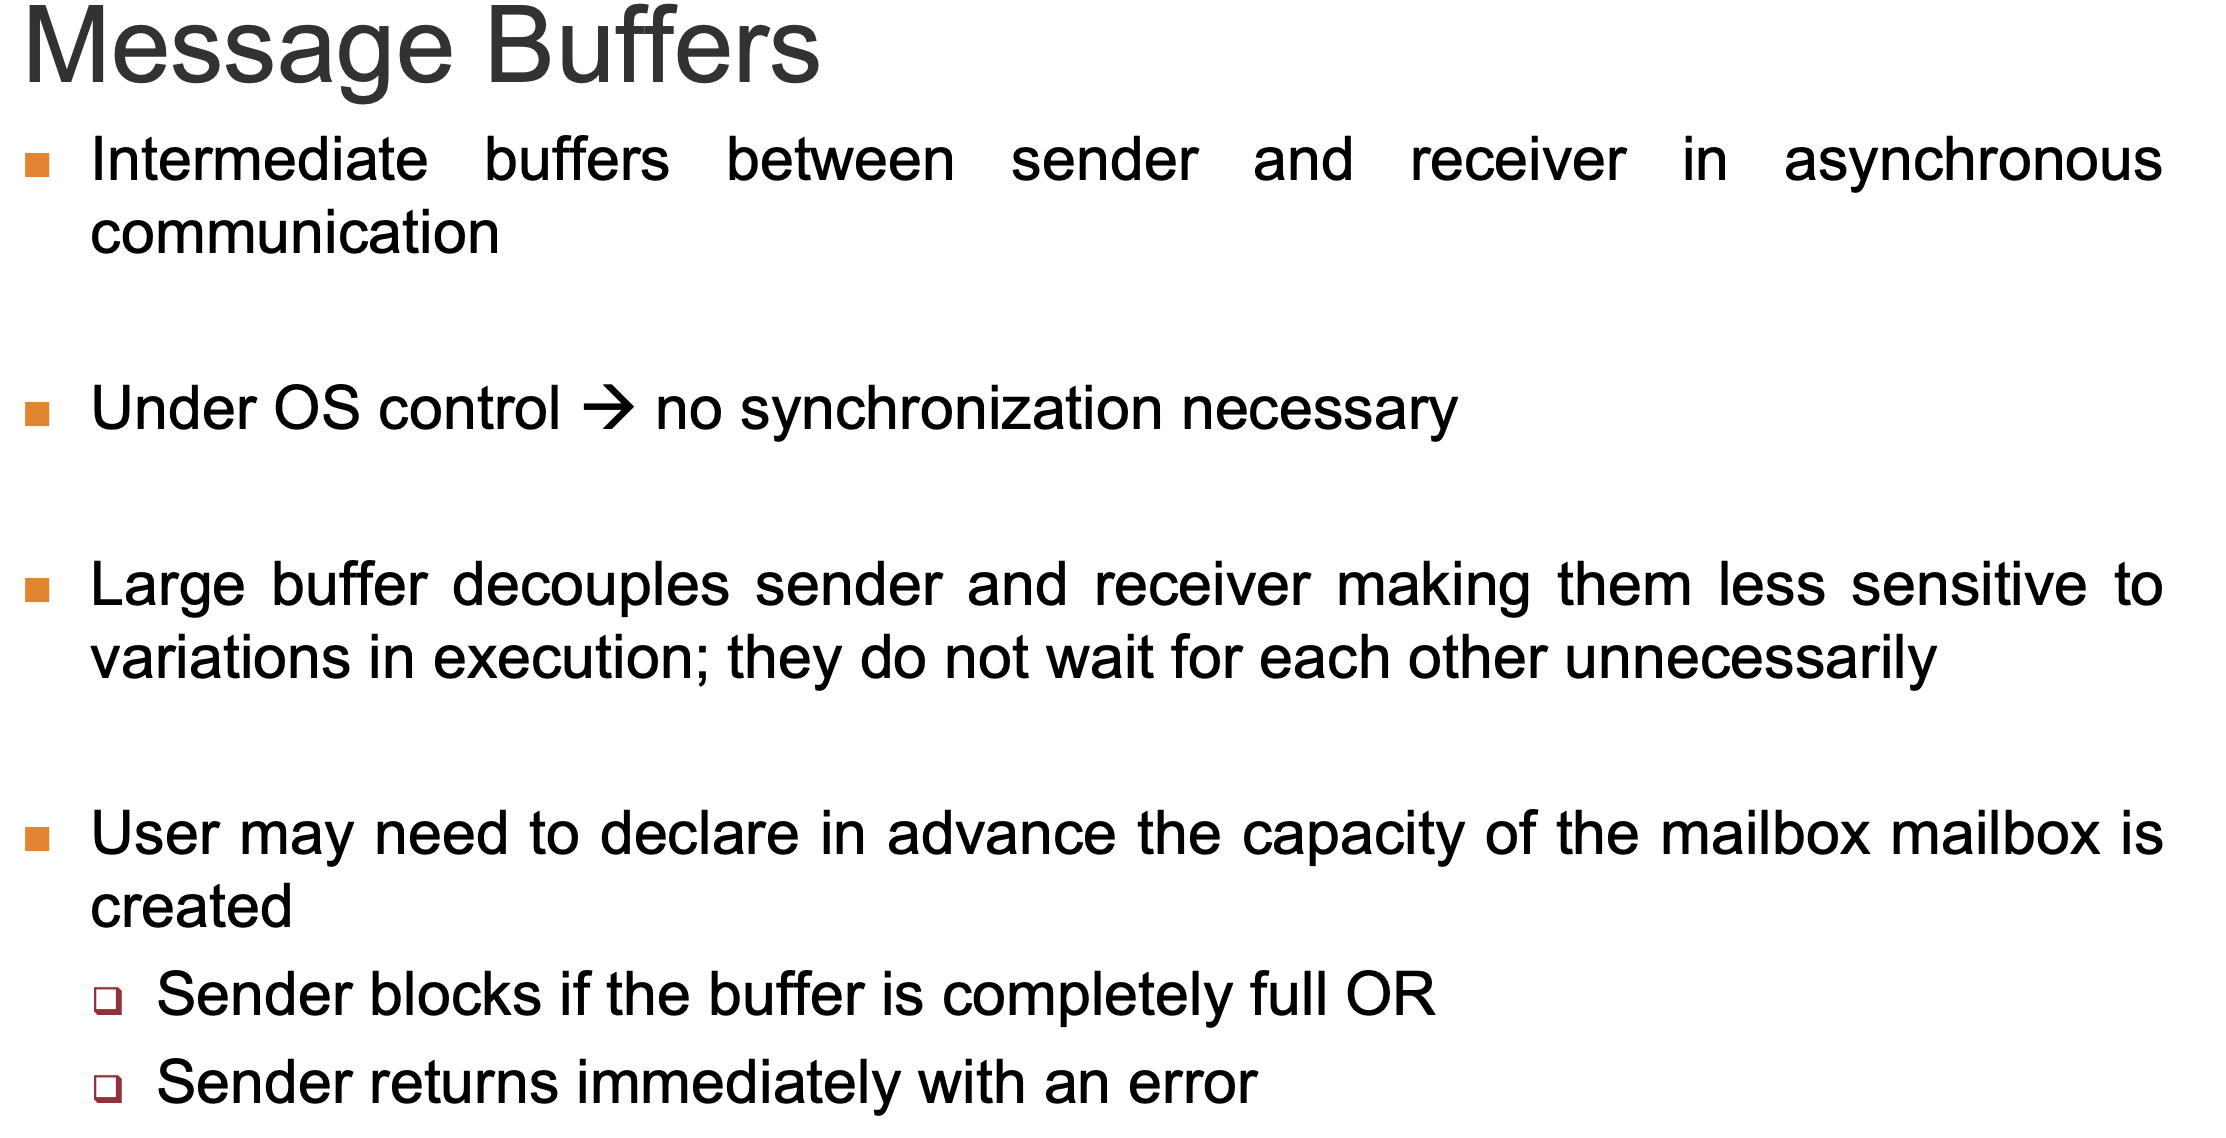 Message Buffers
Intermediate buffers between sender and receiver in asynchronous
communication
Under OS control → no synchronization necessary
Large buffer decouples sender and receiver making them less sensitive to
variations in execution; they do not wait for each other unnecessarily
User may need to declare in advance the capacity of the mailbox mailbox is
created
Sender blocks if the buffer is completely full OR
Sender returns immediately with an error